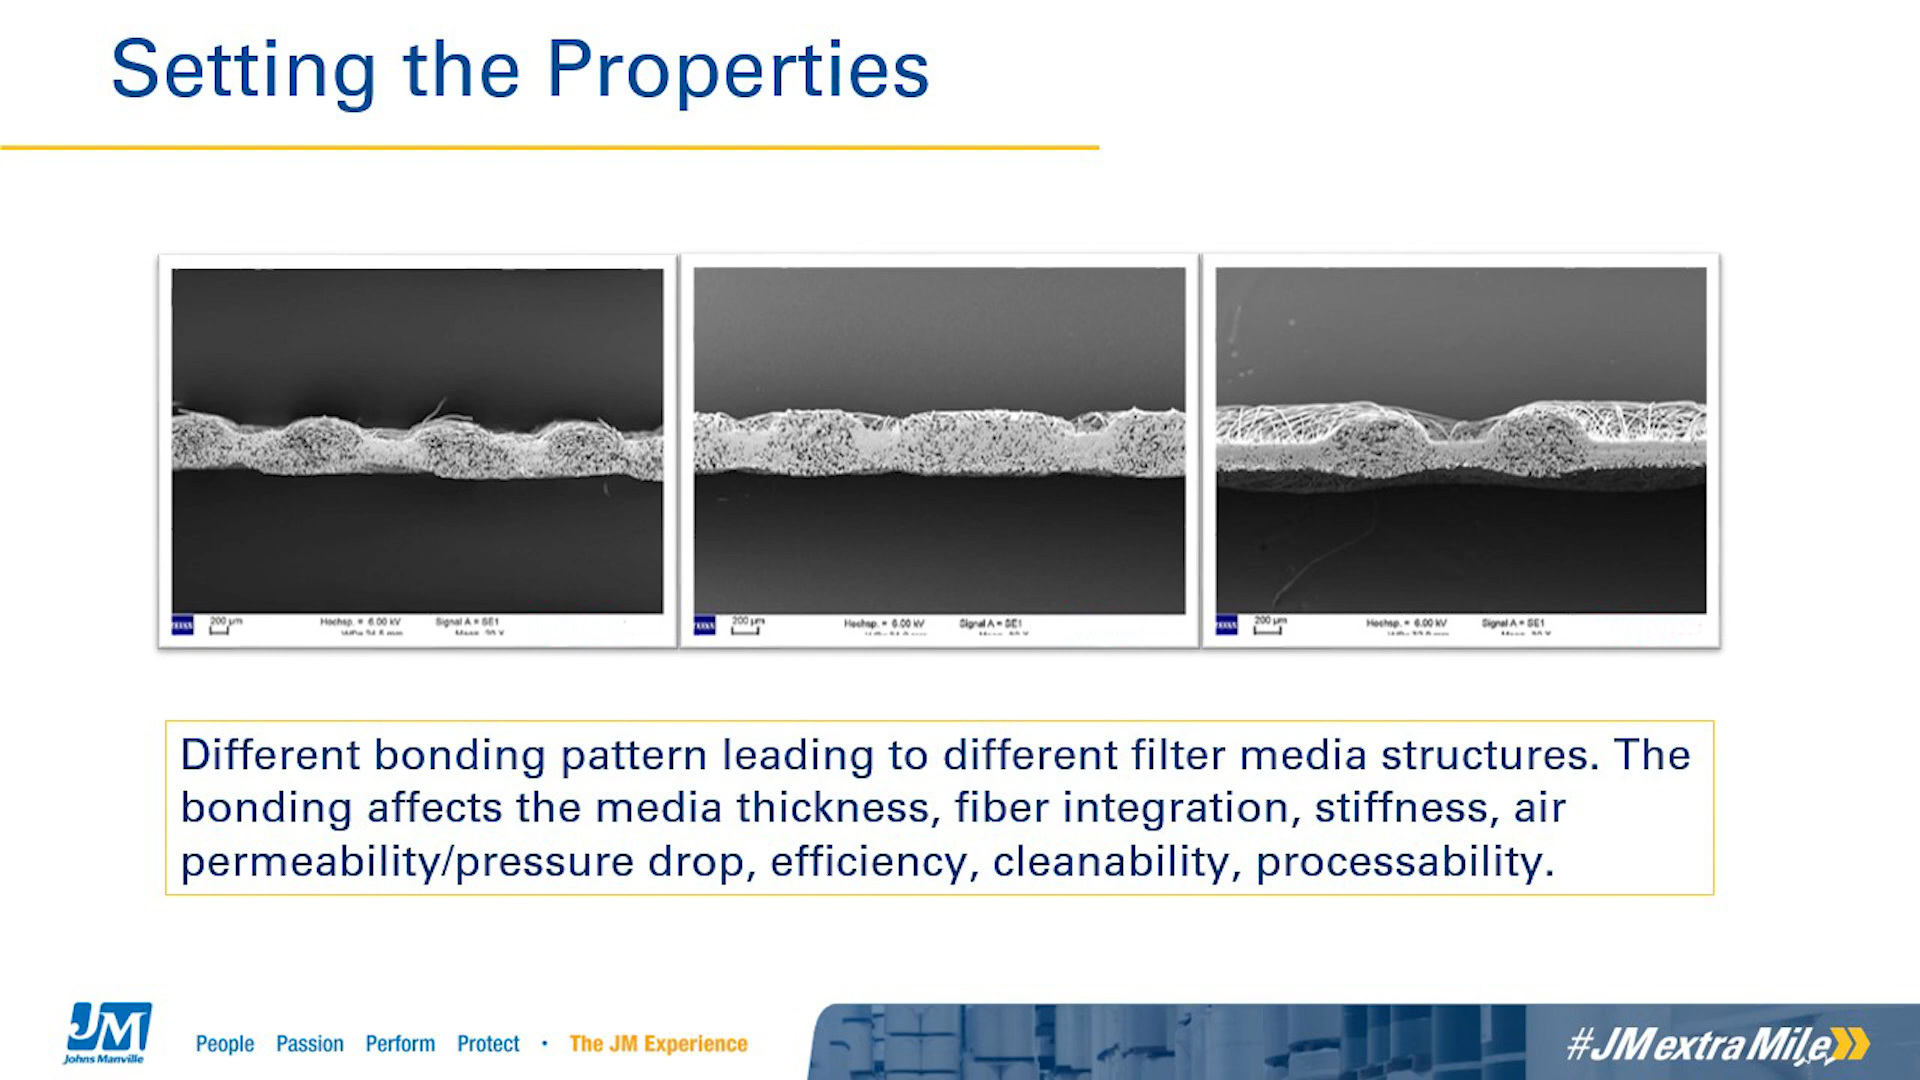 Setting the Properties
200 µm Hochsp. = 6.00 kV Signal A = SE1
200 µm Hochsp. = 6.00 kV Signal A = SE1
200 µm Hochsp. = 6.00 kV Signal A = SE1
Different bonding pattern leading to different filter media structures. The
bonding affects the media thickness, fiber integration, stiffness, air
permeability/pressure drop, efficiency, cleanability, processability.
JM
Johns Manville
People Passion Perform Protect • The JM Experience
#JMextraMile